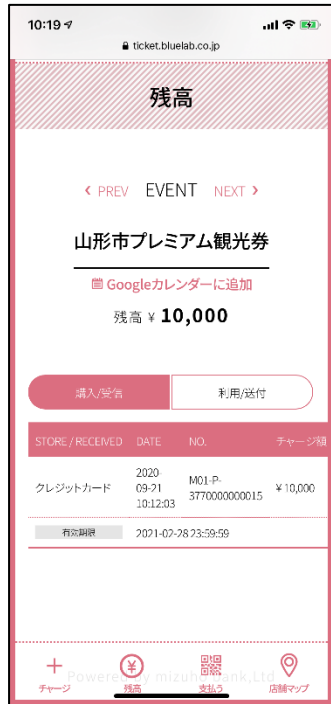 10:19
ticket.bluelab.co.jp
残高
PREV EVENT NEXT
山形市プレミアム観光券
Googleカレンダーに追加
残高 ¥ 10,000
購入/受信 利用/送付
STORE / RECEIVED DATE NO. チャージ額
クレジットカード 2020-09-21 10:12:03 M01-P-3770000000015 ¥ 10,000
有効期限 2021-02-28 23:59:59
Powered by mizuho Bank,Ltd
チャージ 残高 支払う 店舗マップ